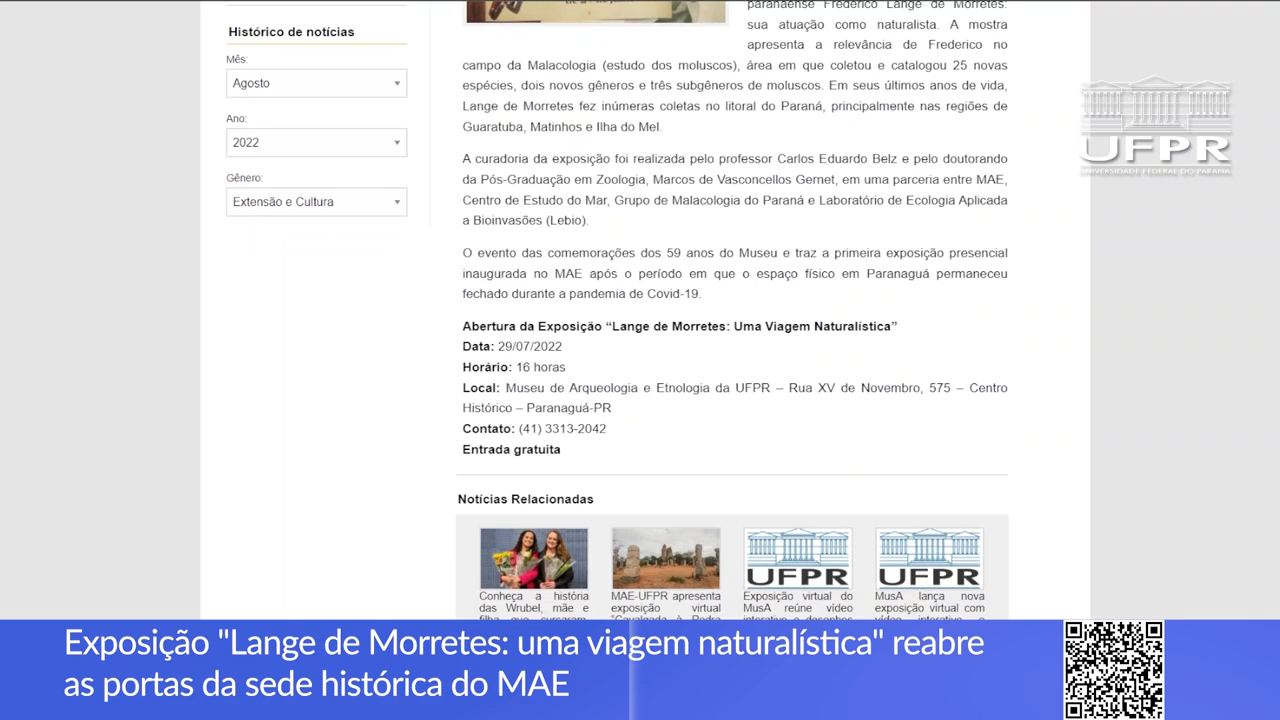 Histórico de notícias
Mês:
Agosto
Ano:
2022
Gênero:
Extensão e Cultura
paranaense Frederico Lange de Morretes:
sua atuação como naturalista. A mostra
apresenta a relevância de Frederico no
campo da Malacologia (estudo dos moluscos), área em que coletou e catalogou 25 novas
espécies, dois novos gêneros e três subgêneros de moluscos. Em seus últimos anos de vida,
Lange de Morretes fez inúmeras coletas no litoral do Paraná, principalmente nas regiões de
Guaratuba, Matinhos e Ilha do Mel.
A curadoria da exposição foi realizada pelo professor Carlos Eduardo Belz e pelo doutorando
da Pós-Graduação em Zoologia, Marcos de Vasconcellos Gernet, em uma parceria entre MAE,
Centro de Estudo do Mar, Grupo de Malacologia do Paraná e Laboratório de Ecologia Aplicada
a Bioinvasões (Lebio).
O evento das comemorações dos 59 anos do Museu e traz a primeira exposição presencial
inaugurada no MAE após o período em que o espaço físico em Paranaguá permaneceu
fechado durante a pandemia de Covid-19.
Abertura da Exposição “Lange de Morretes: Uma Viagem Naturalística”
Data: 29/07/2022
Horário: 16 horas
Local: Museu de Arqueologia e Etnologia da UFPR – Rua XV de Novembro, 575 – Centro
Histórico – Paranaguá-PR
Contato: (41) 3313-2042
Entrada gratuita
Notícias Relacionadas
UFPR
UFPR
Conheça a história
das Wrubel, mãe e
MAE-UFPR apresenta
exposição virtual
Exposição virtual do
MusA reúne vídeo
MusA lança nova
exposição virtual com
UFPR
UNIVERSIDADE FEDERAL DO PARANÁ
Exposição "Lange de Morretes: uma viagem naturalística" reabre
as portas da sede histórica do MAE